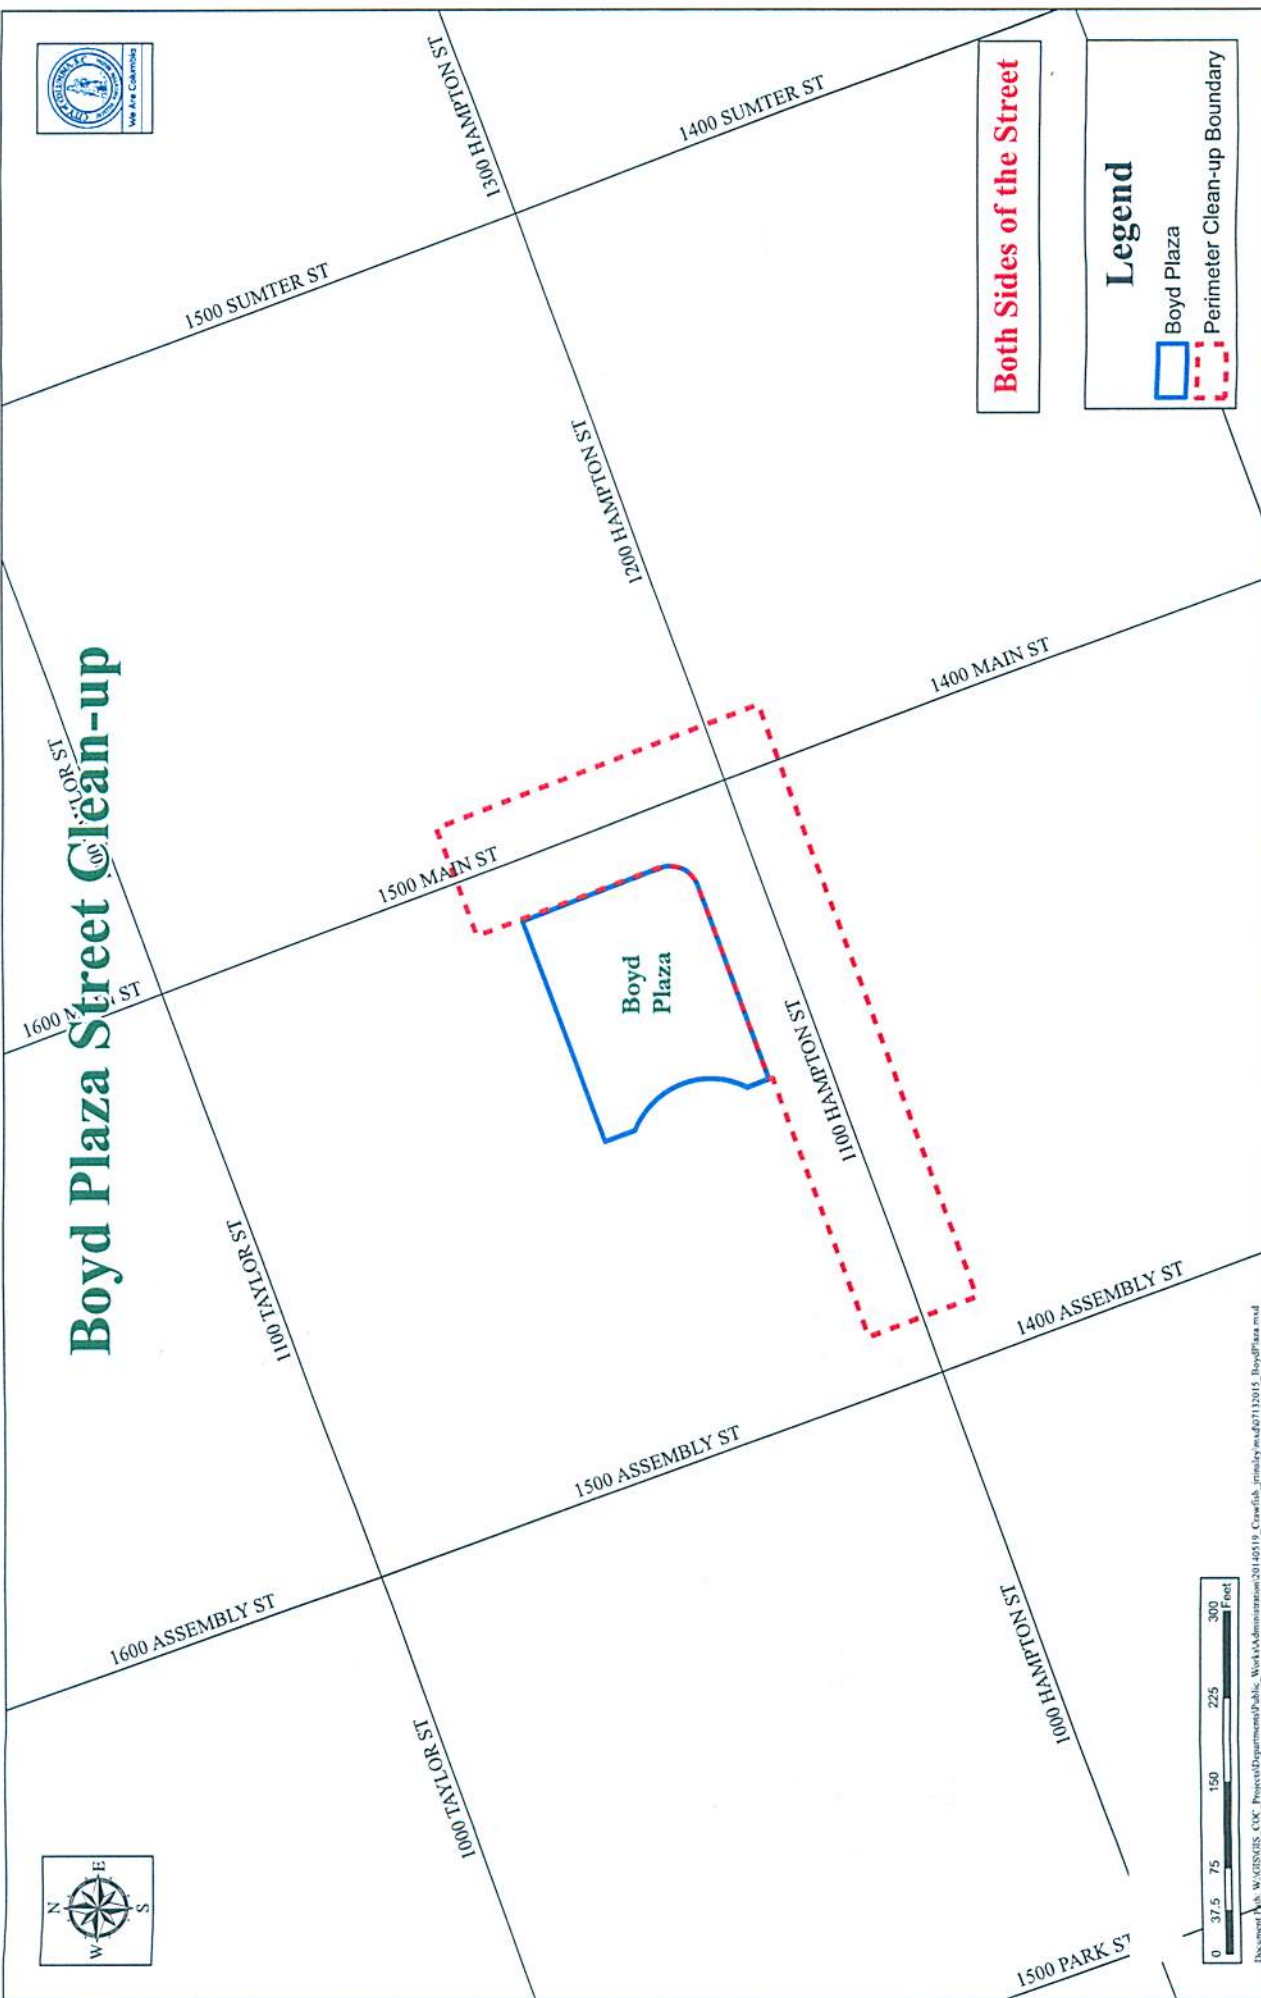 Boyd Plaza Street Clean-up
N
W
E
S
We Are Columbia
1600 ASSEMBLY ST
1500 SUMTER ST
1300 HAMPTON ST
1100 TAYLOR ST
1500 MAIN ST
1400 SUMTER ST
1000 TAYLOR ST
1200 HAMPTON ST
Boyd
Plaza
1500 ASSEMBLY ST
1100 HAMPTON ST
1400 MAIN ST
1000 HAMPTON ST
1400 ASSEMBLY ST
1500 PARK ST
Both Sides of the Street
Legend
Boyd Plaza
Perimeter Clean-up Boundary
0 37.5 75 150 225 300
Feet